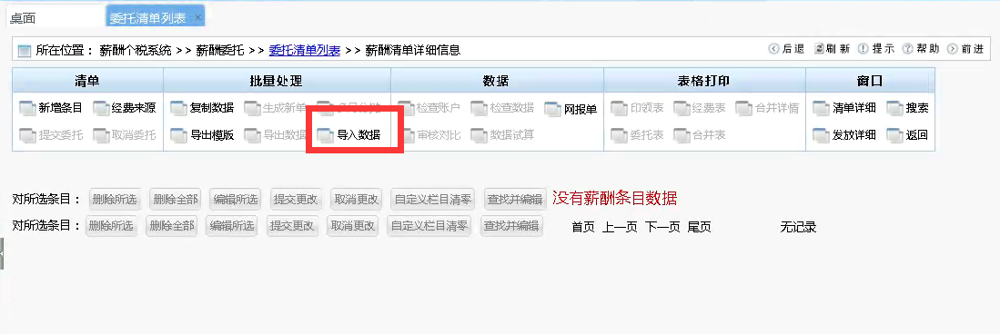 桌面 委托清单列表 ×
所在位置： 薪酬个税系统 >> 薪酬委托 >> 委托清单列表 >> 薪酬清单详细信息 后退 刷新 提示 帮助 前进
清单 批量处理 数据 表格打印 窗口
新增条目 经费来源 复制数据 生成新单 检查账户 检查数据 网报单 印领表 经费表 合并详情 清单详细 搜索
提交委托 取消委托 导出模版 导出数据 导入数据 审核对比 数据试算 委托表 合并表 发放详细 返回
对所选条目： 删除所选 删除全部 编辑所选 提交更改 取消更改 自定义栏目清零 查找并编辑 没有薪酬条目数据
对所选条目： 删除所选 删除全部 编辑所选 提交更改 取消更改 自定义栏目清零 查找并编辑 首页 上一页 下一页 尾页 无记录